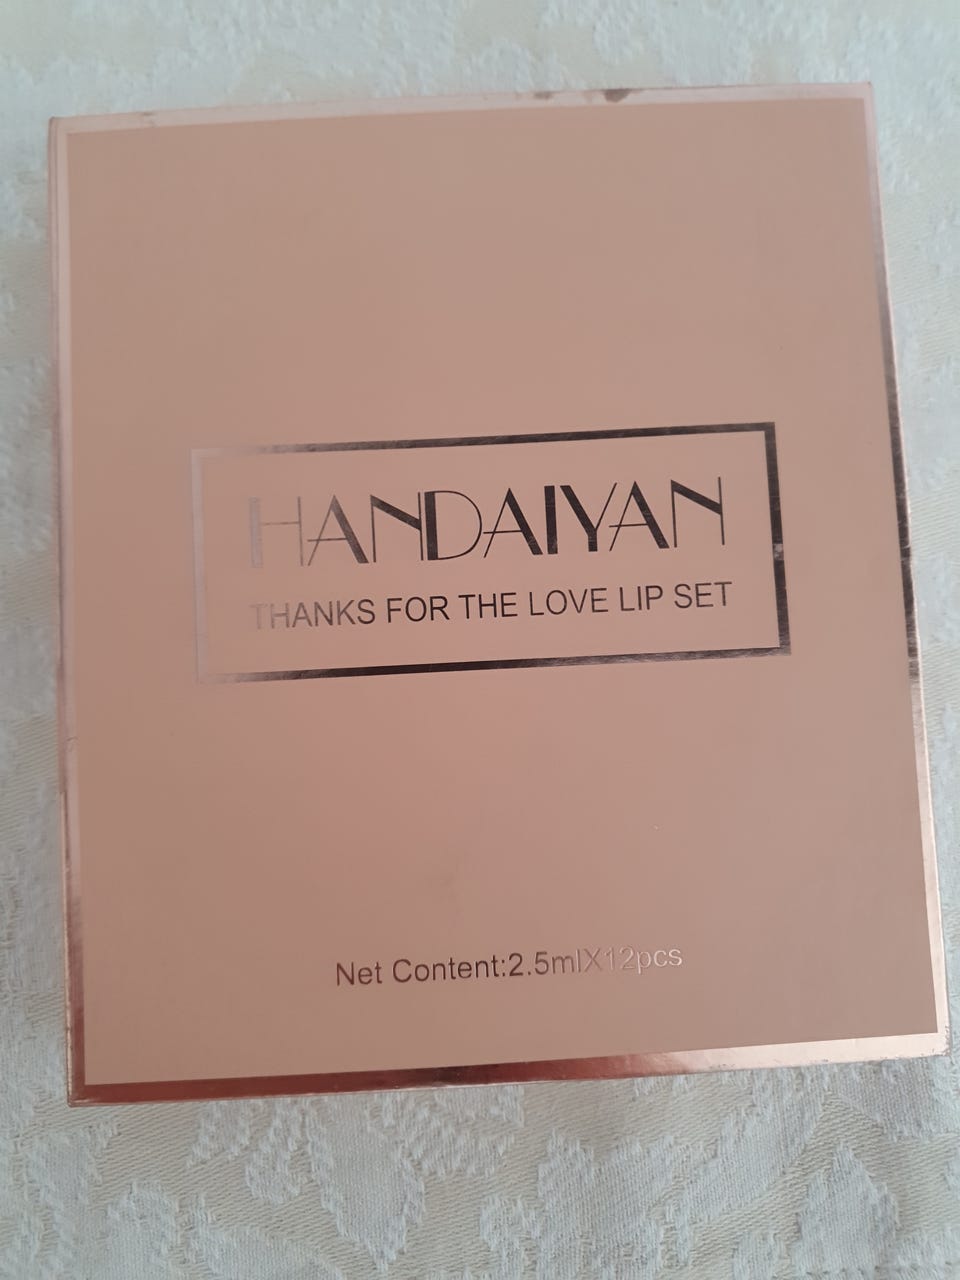 HANDAIYAN
THANKS FOR THE LOVE LIP SET
Net Content:2.5mlX12pcs